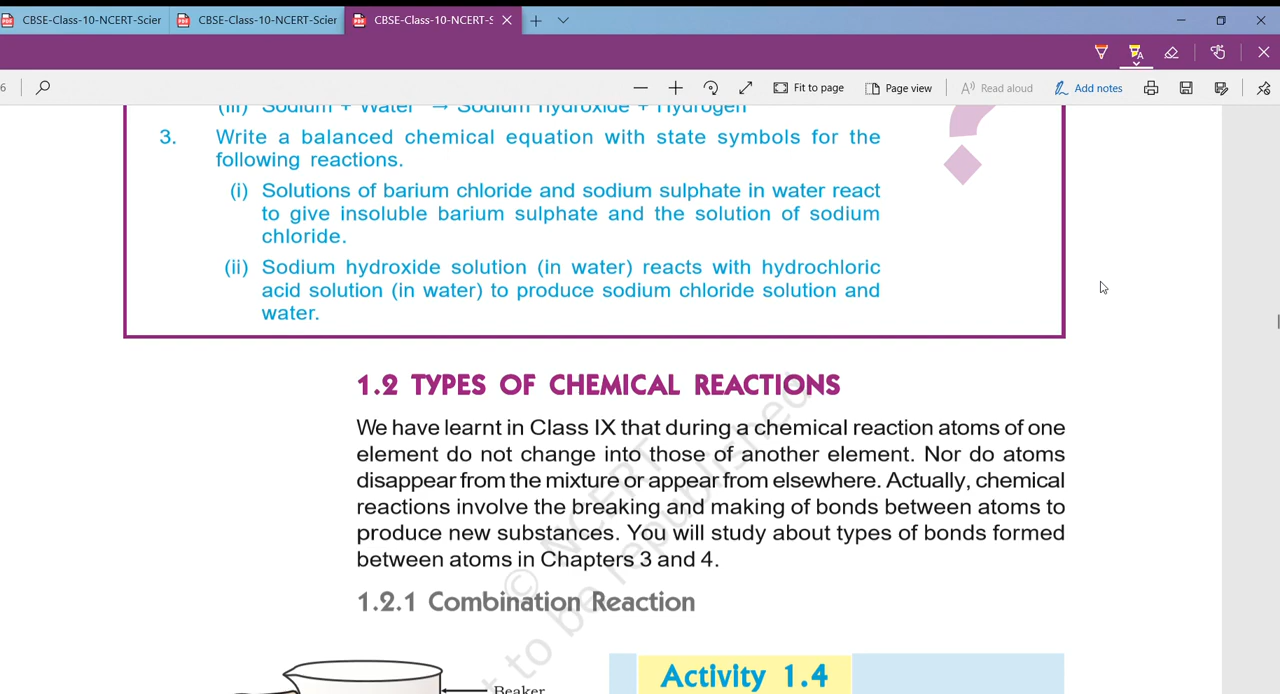 CBSE-Class-10-NCERT-Scier CBSE-Class-10-NCERT-Scier CBSE-Class-10-NCERT-S
6 Fit to page Page view Read aloud Add notes
(iii) Sodium + Water → Sodium hydroxide + Hydrogen
3. Write a balanced chemical equation with state symbols for the
following reactions.
(i) Solutions of barium chloride and sodium sulphate in water react
to give insoluble barium sulphate and the solution of sodium
chloride.
(ii) Sodium hydroxide solution (in water) reacts with hydrochloric
acid solution (in water) to produce sodium chloride solution and
water.
?
1.2 TYPES OF CHEMICAL REACTIONS
We have learnt in Class IX that during a chemical reaction atoms of one
element do not change into those of another element. Nor do atoms
disappear from the mixture or appear from elsewhere. Actually, chemical
reactions involve the breaking and making of bonds between atoms to
produce new substances. You will study about types of bonds formed
between atoms in Chapters 3 and 4.
© NCERT
t to be republished
1.2.1 Combination Reaction
Activity 1.4
Beaker